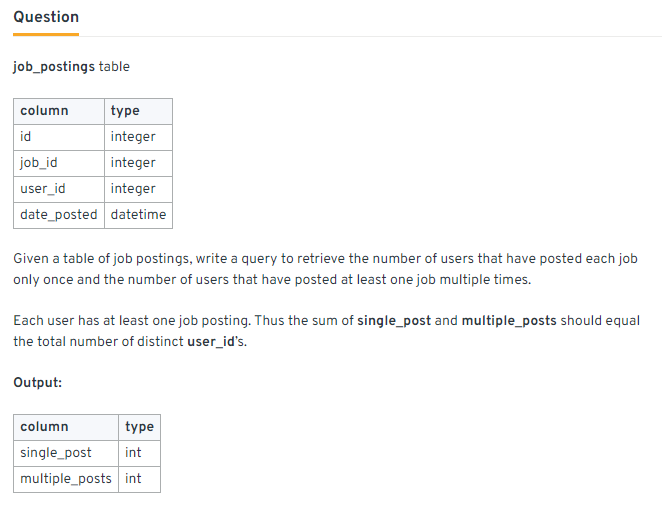 Question
job_postings table
column type
id integer
job_id integer
user_id integer
date_posted datetime
Given a table of job postings, write a query to retrieve the number of users that have posted each job
only once and the number of users that have posted at least one job multiple times.
Each user has at least one job posting. Thus the sum of single_post and multiple_posts should equal
the total number of distinct user_id's.
Output:
column type
single_post int
multiple_posts int